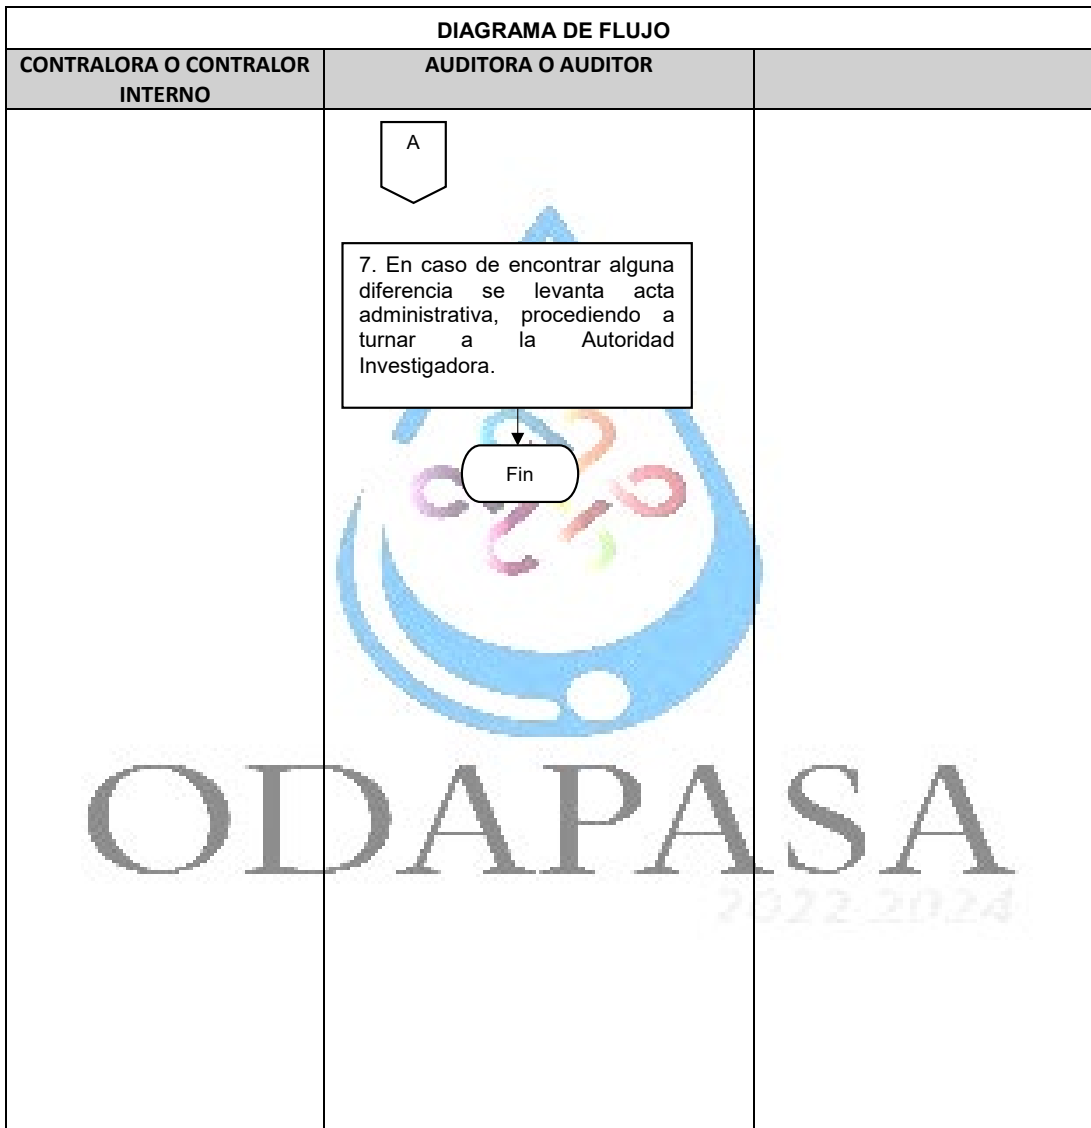 DIAGRAMA DE FLUJO
CONTRALORA O CONTRALOR
INTERNO
AUDITORA O AUDITOR
A
7. En caso de encontrar alguna
diferencia se levanta acta
administrativa, procediendo a
turnar a la Autoridad
Investigadora.
Fin
ODAPASA
2022-2024